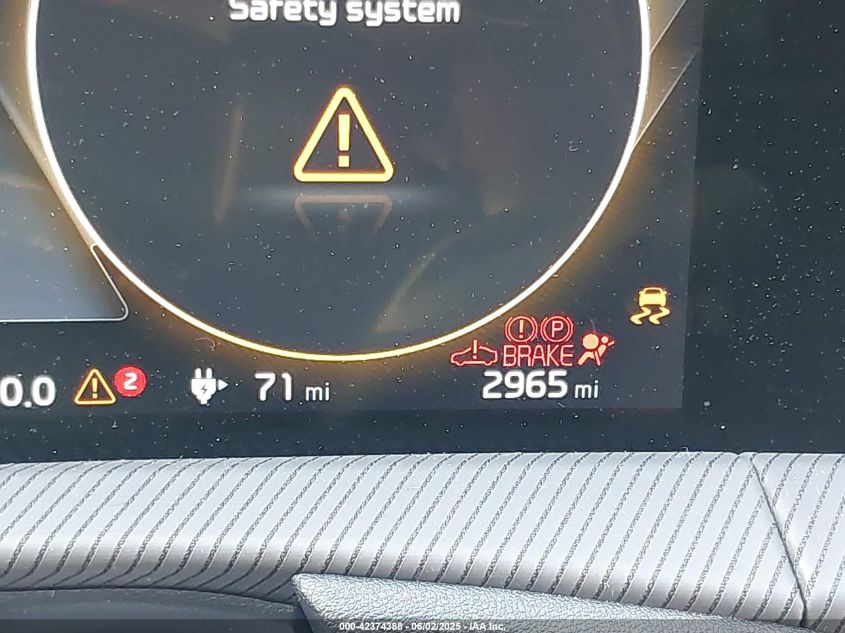 Safety system
BRAKE
0.0 2 71 mi 2965 mi
000-42374388 - 06/02/2025 - IAA Inc.